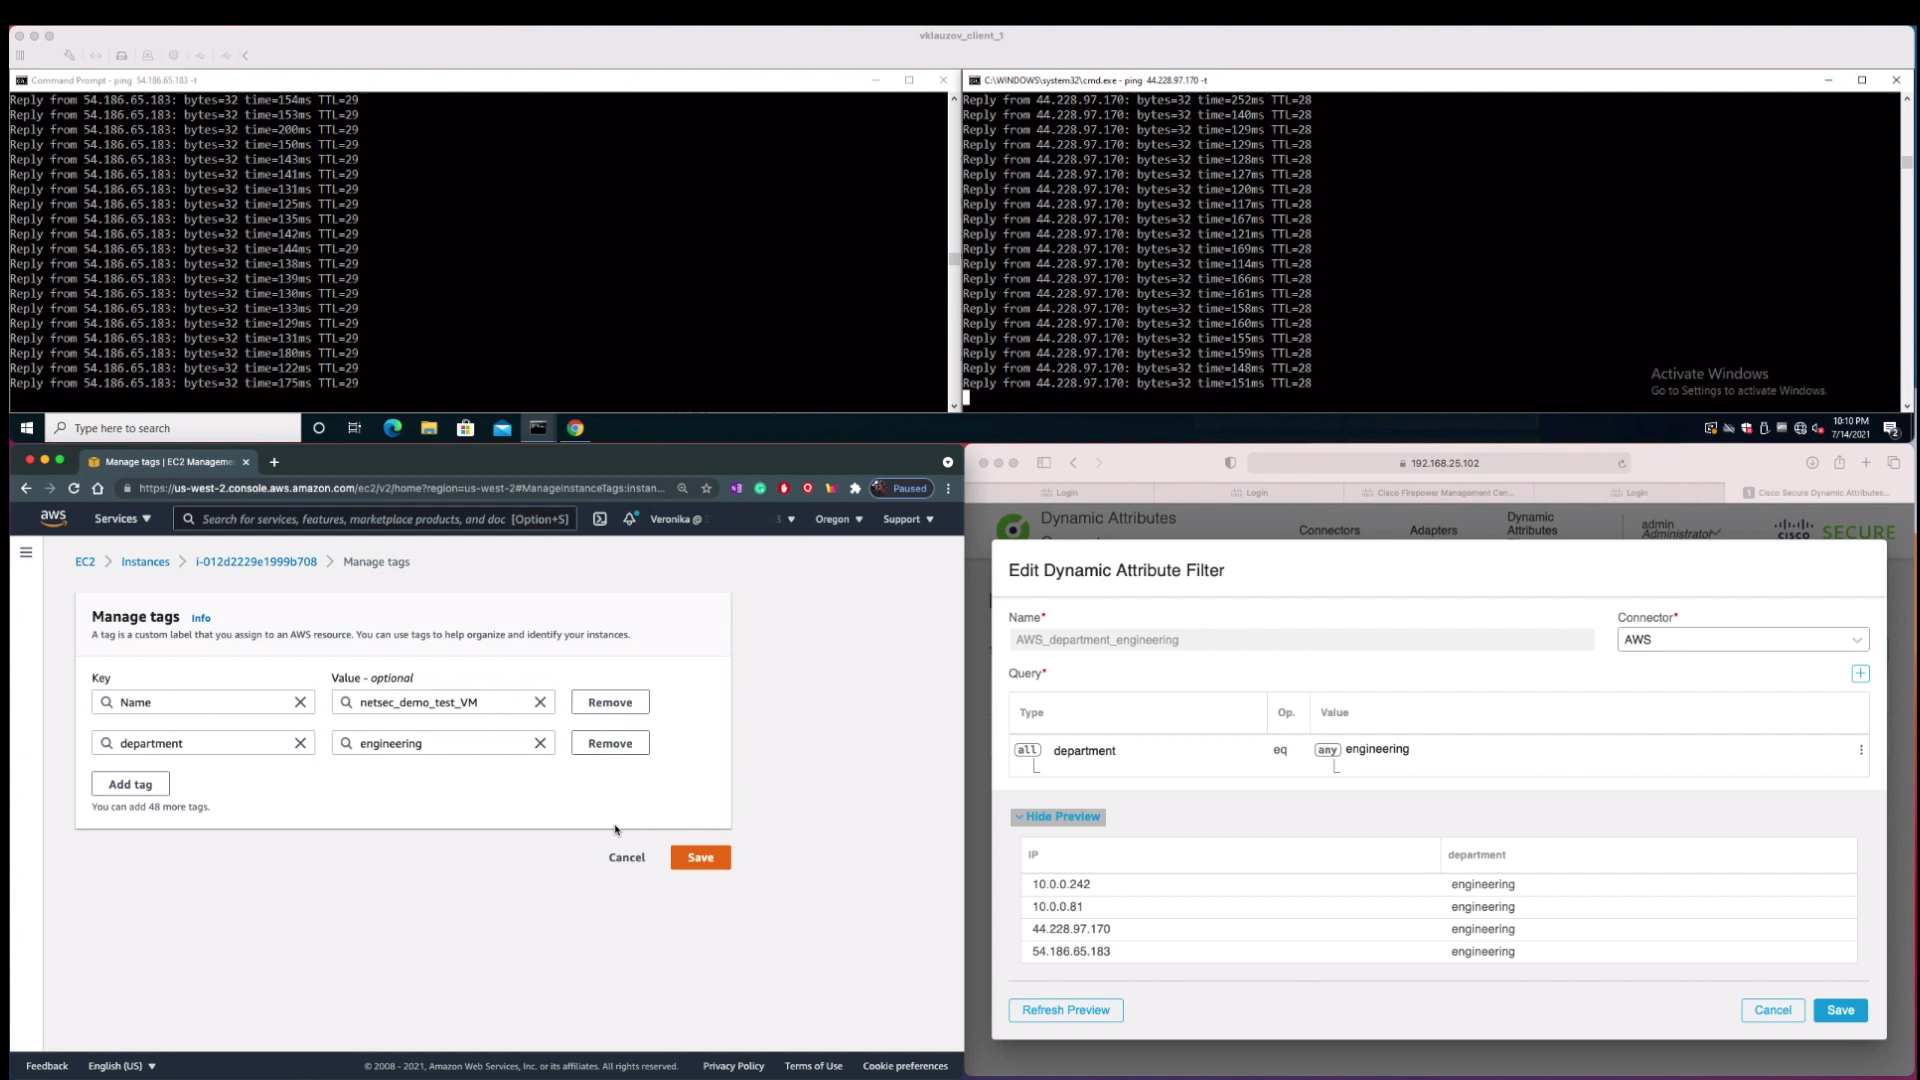 vklauzov_client_1
Command Prompt - ping 54.186.65.183 -t
Reply from 54.186.65.183: bytes=32 time=154ms TTL=29
Reply from 54.186.65.183: bytes=32 time=153ms TTL=29
Reply from 54.186.65.183: bytes=32 time=200ms TTL=29
Reply from 54.186.65.183: bytes=32 time=150ms TTL=29
Reply from 54.186.65.183: bytes=32 time=143ms TTL=29
Reply from 54.186.65.183: bytes=32 time=141ms TTL=29
Reply from 54.186.65.183: bytes=32 time=131ms TTL=29
Reply from 54.186.65.183: bytes=32 time=125ms TTL=29
Reply from 54.186.65.183: bytes=32 time=135ms TTL=29
Reply from 54.186.65.183: bytes=32 time=142ms TTL=29
Reply from 54.186.65.183: bytes=32 time=144ms TTL=29
Reply from 54.186.65.183: bytes=32 time=138ms TTL=29
Reply from 54.186.65.183: bytes=32 time=139ms TTL=29
Reply from 54.186.65.183: bytes=32 time=130ms TTL=29
Reply from 54.186.65.183: bytes=32 time=133ms TTL=29
Reply from 54.186.65.183: bytes=32 time=129ms TTL=29
Reply from 54.186.65.183: bytes=32 time=131ms TTL=29
Reply from 54.186.65.183: bytes=32 time=180ms TTL=29
Reply from 54.186.65.183: bytes=32 time=122ms TTL=29
Reply from 54.186.65.183: bytes=32 time=175ms TTL=29
C:\WINDOWS\system32\cmd.exe - ping 44.228.97.170 -t
Reply from 44.228.97.170: bytes=32 time=252ms TTL=28
Reply from 44.228.97.170: bytes=32 time=140ms TTL=28
Reply from 44.228.97.170: bytes=32 time=129ms TTL=28
Reply from 44.228.97.170: bytes=32 time=129ms TTL=28
Reply from 44.228.97.170: bytes=32 time=128ms TTL=28
Reply from 44.228.97.170: bytes=32 time=127ms TTL=28
Reply from 44.228.97.170: bytes=32 time=120ms TTL=28
Reply from 44.228.97.170: bytes=32 time=117ms TTL=28
Reply from 44.228.97.170: bytes=32 time=167ms TTL=28
Reply from 44.228.97.170: bytes=32 time=121ms TTL=28
Reply from 44.228.97.170: bytes=32 time=169ms TTL=28
Reply from 44.228.97.170: bytes=32 time=114ms TTL=28
Reply from 44.228.97.170: bytes=32 time=166ms TTL=28
Reply from 44.228.97.170: bytes=32 time=161ms TTL=28
Reply from 44.228.97.170: bytes=32 time=158ms TTL=28
Reply from 44.228.97.170: bytes=32 time=160ms TTL=28
Reply from 44.228.97.170: bytes=32 time=155ms TTL=28
Reply from 44.228.97.170: bytes=32 time=159ms TTL=28
Reply from 44.228.97.170: bytes=32 time=148ms TTL=28
Reply from 44.228.97.170: bytes=32 time=151ms TTL=28
Activate Windows
Go to Settings to activate Windows.
Type here to search
10:10 PM
7/14/2021
2
Manage tags | EC2 Manageme
https://us-west-2.console.aws.amazon.com/ec2/v2/home?region=us-west-2#ManageInstanceTags:instan...
Paused
aws
Services
Search for services, features, marketplace products, and doc [Option+S]
Veronika @
3
Oregon
Support
EC2
Instances
i-012d2229e1999b708
Manage tags
Manage tags Info
A tag is a custom label that you assign to an AWS resource. You can use tags to help organize and identify your instances.
Key
Value - optional
Name
netsec_demo_test_VM
Remove
department
engineering
Remove
Add tag
You can add 48 more tags.
Cancel
Save
Feedback
English (US)
© 2008 - 2021, Amazon Web Services, Inc. or its affiliates. All rights reserved.
Privacy Policy
Terms of Use
Cookie preferences
192.168.25.102
Login
Login
Cisco Firepower Management Cen...
Login
1 Cisco Secure Dynamic Attributes...
Dynamic Attributes
Connectors
Adapters
Dynamic
Attributes
admin
Administrator
CISCO SECURE
Edit Dynamic Attribute Filter
Name*
AWS_department_engineering
Connector*
AWS
Query*
Type
Op.
Value
all department
eq
any engineering
Hide Preview
IP
department
10.0.0.242
engineering
10.0.0.81
engineering
44.228.97.170
engineering
54.186.65.183
engineering
Refresh Preview
Cancel
Save